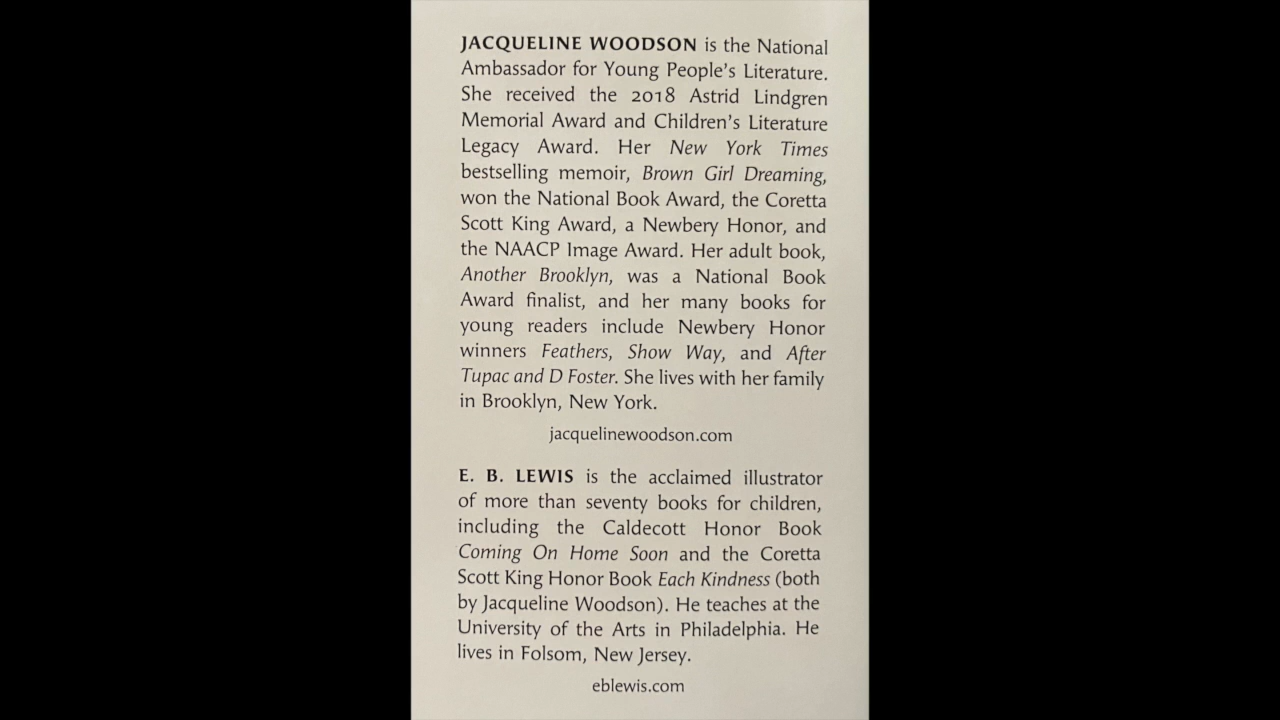 JACQUELINE WOODSON is the National
Ambassador for Young People’s Literature.
She received the 2018 Astrid Lindgren
Memorial Award and Children’s Literature
Legacy Award. Her New York Times
bestselling memoir, Brown Girl Dreaming,
won the National Book Award, the Coretta
Scott King Award, a Newbery Honor, and
the NAACP Image Award. Her adult book,
Another Brooklyn, was a National Book
Award finalist, and her many books for
young readers include Newbery Honor
winners Feathers, Show Way, and After
Tupac and D Foster. She lives with her family
in Brooklyn, New York.
jacquelinewoodson.com
E. B. LEWIS is the acclaimed illustrator
of more than seventy books for children,
including the Caldecott Honor Book
Coming On Home Soon and the Coretta
Scott King Honor Book Each Kindness (both
by Jacqueline Woodson). He teaches at the
University of the Arts in Philadelphia. He
lives in Folsom, New Jersey.
eblewis.com